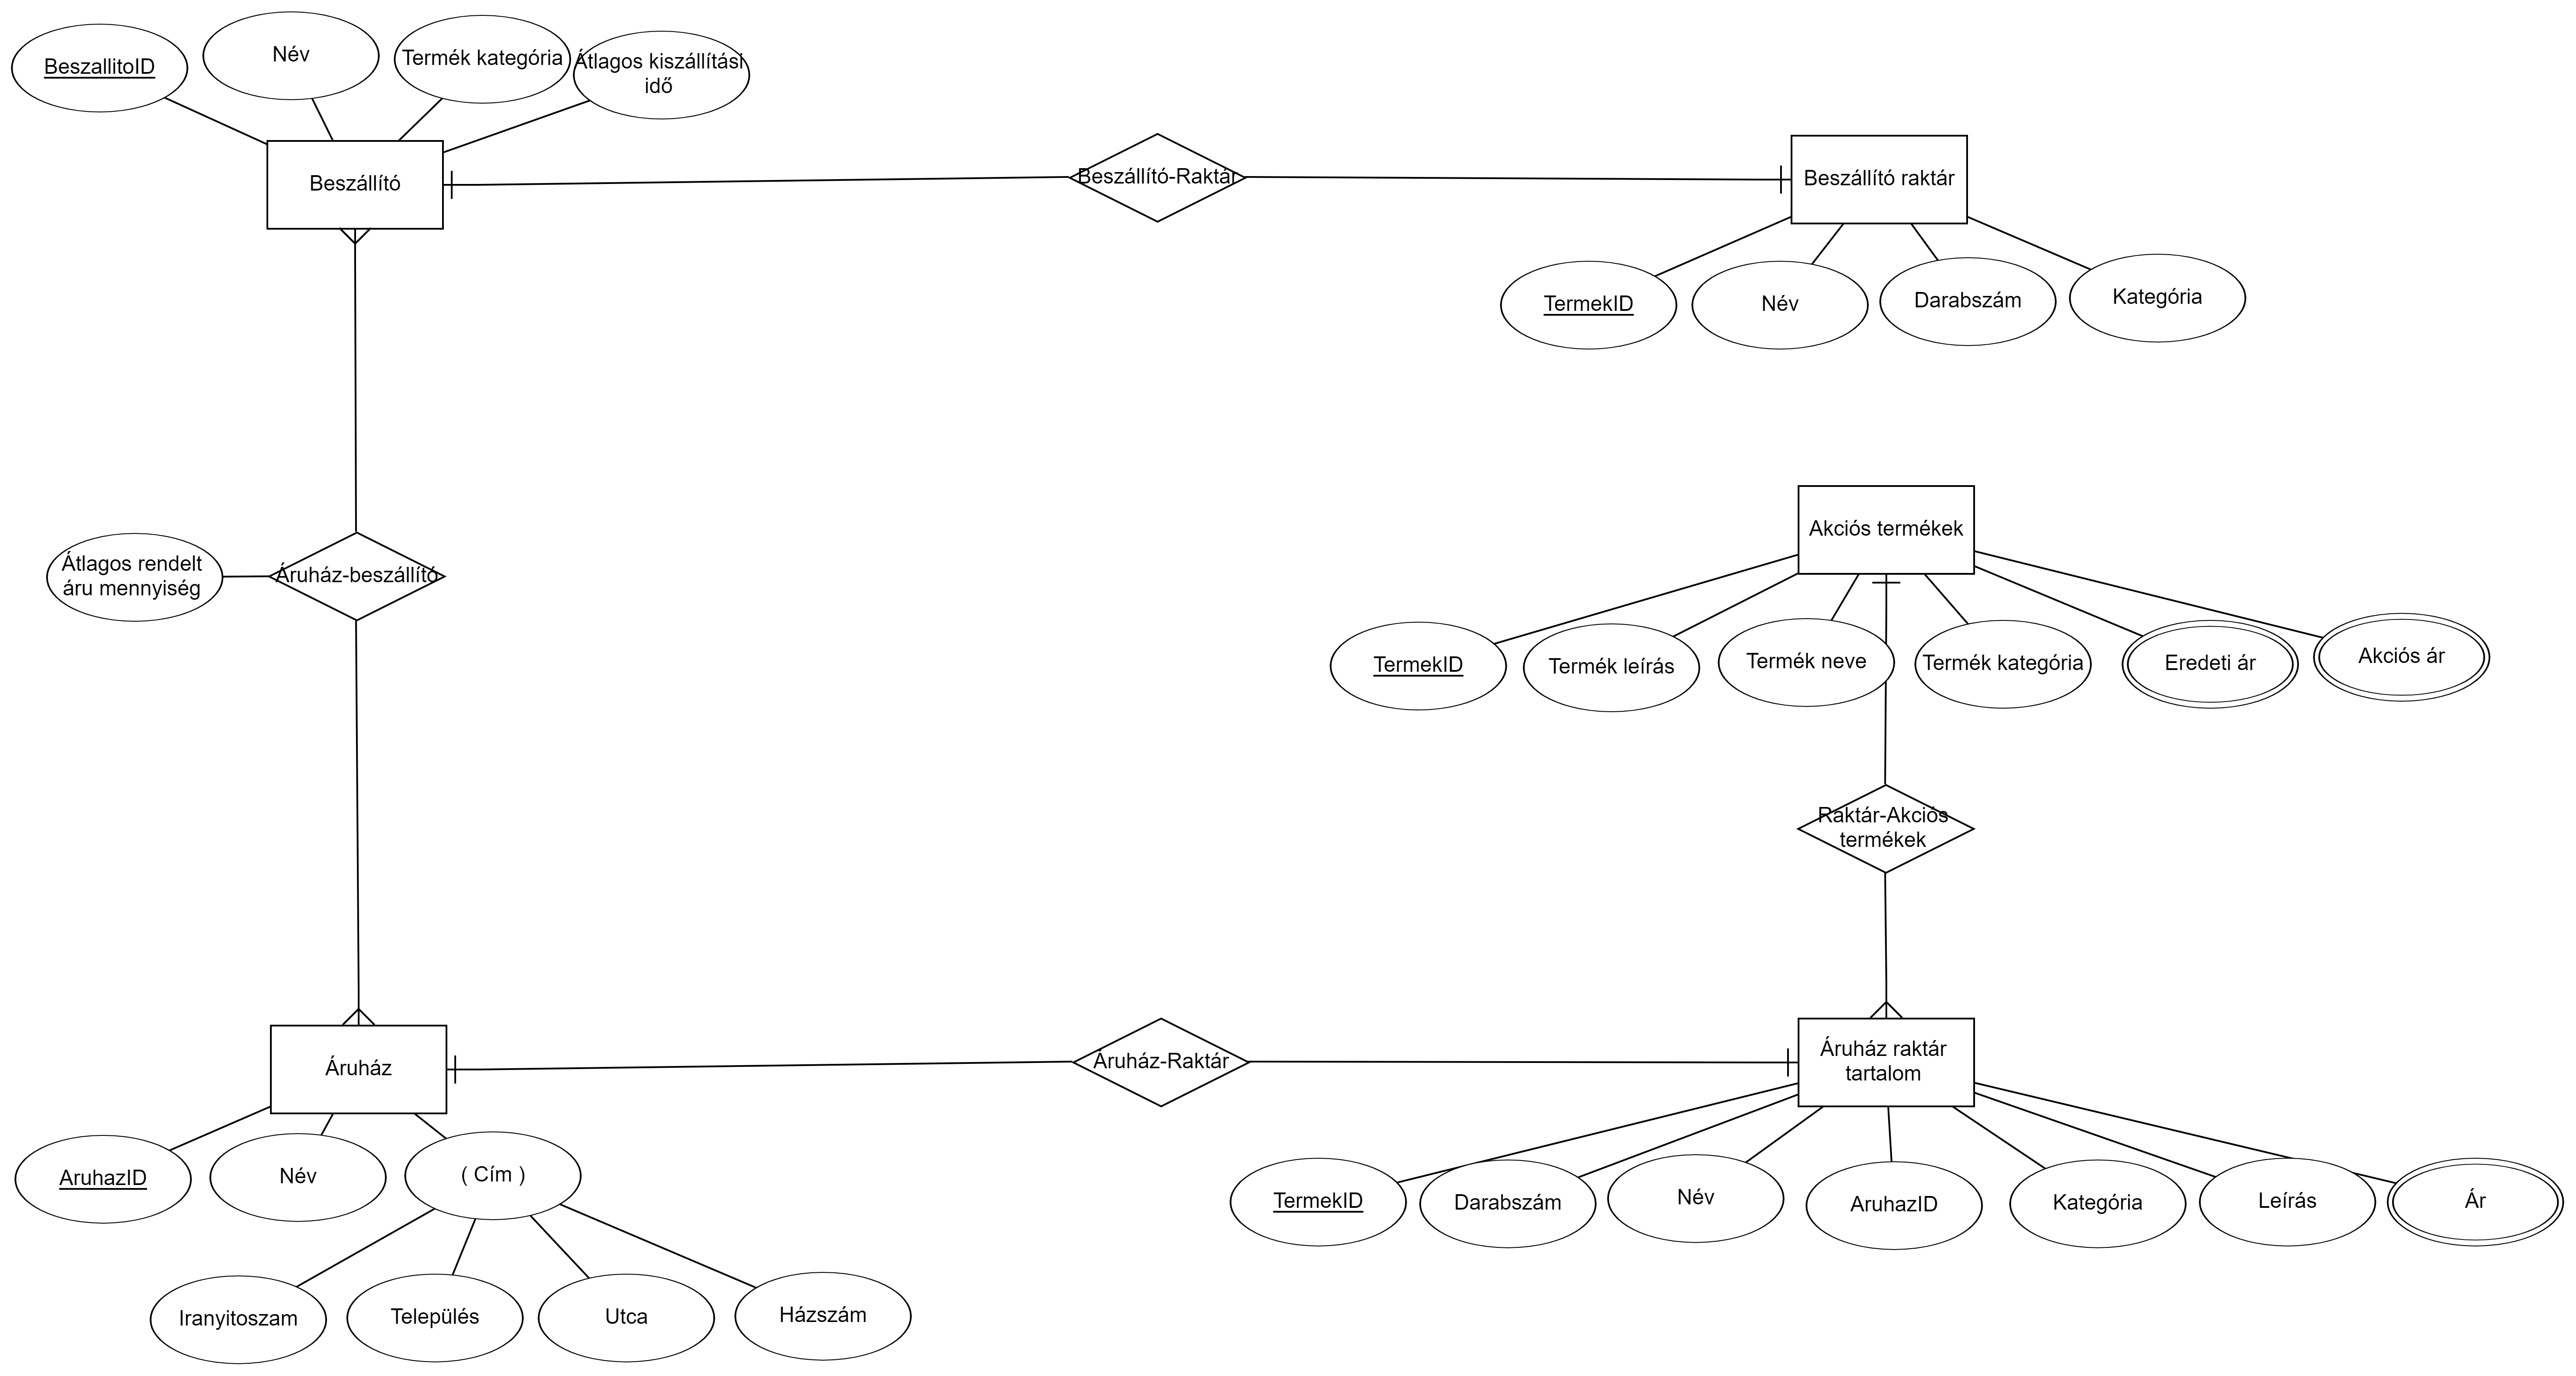 BeszallitoID
Név
Termék kategória
Átlagos kiszállítási
idő
Beszállító
Beszállító-Raktár
Beszállító raktár
TermekID
Név
Darabszám
Kategória
Átlagos rendelt
áru mennyiség
Áruház-beszállító
Akciós termékek
TermekID
Termék leírás
Termék neve
Termék kategória
Eredeti ár
Akciós ár
Raktár-Akciós
termékek
Áruház
Áruház-Raktár
Áruház raktár
tartalom
AruhazID
Név
( Cím )
TermekID
Darabszám
Név
AruhazID
Kategória
Leírás
Ár
Iranyitoszam
Település
Utca
Házszám